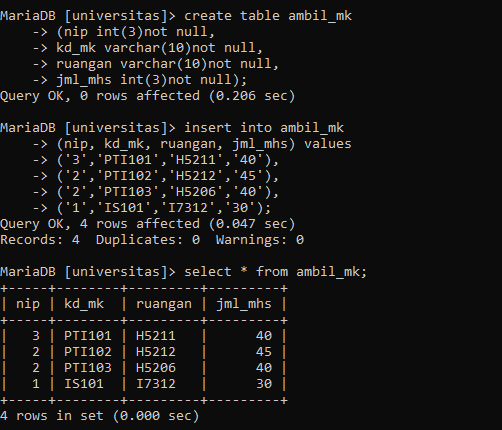 MariaDB [universitas]> create table ambil_mk
    -> (nip int(3)not null,
    -> kd_mk varchar(10)not null,
    -> ruangan varchar(10)not null,
    -> jml_mhs int(3)not null);
Query OK, 0 rows affected (0.206 sec)

MariaDB [universitas]> insert into ambil_mk
    -> (nip, kd_mk, ruangan, jml_mhs) values
    -> ('3','PTI101','H5211','40'),
    -> ('2','PTI102','H5212','45'),
    -> ('2','PTI103','H5206','40'),
    -> ('1','IS101','I7312','30');
Query OK, 4 rows affected (0.047 sec)
Records: 4  Duplicates: 0  Warnings: 0

MariaDB [universitas]> select * from ambil_mk;
+-----+--------+---------+---------+
| nip | kd_mk  | ruangan | jml_mhs |
+-----+--------+---------+---------+
|   3 | PTI101 | H5211   |      40 |
|   2 | PTI102 | H5212   |      45 |
|   2 | PTI103 | H5206   |      40 |
|   1 | IS101  | I7312   |      30 |
+-----+--------+---------+---------+
4 rows in set (0.000 sec)